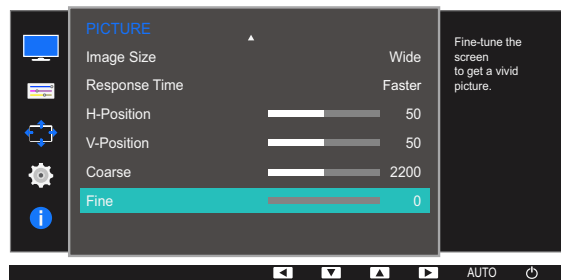 PICTURE
Image Size Wide
Response Time Faster
H-Position 50
V-Position 50
Coarse 2200
Fine 0
Fine-tune the
screen
to get a vivid
picture.
AUTO